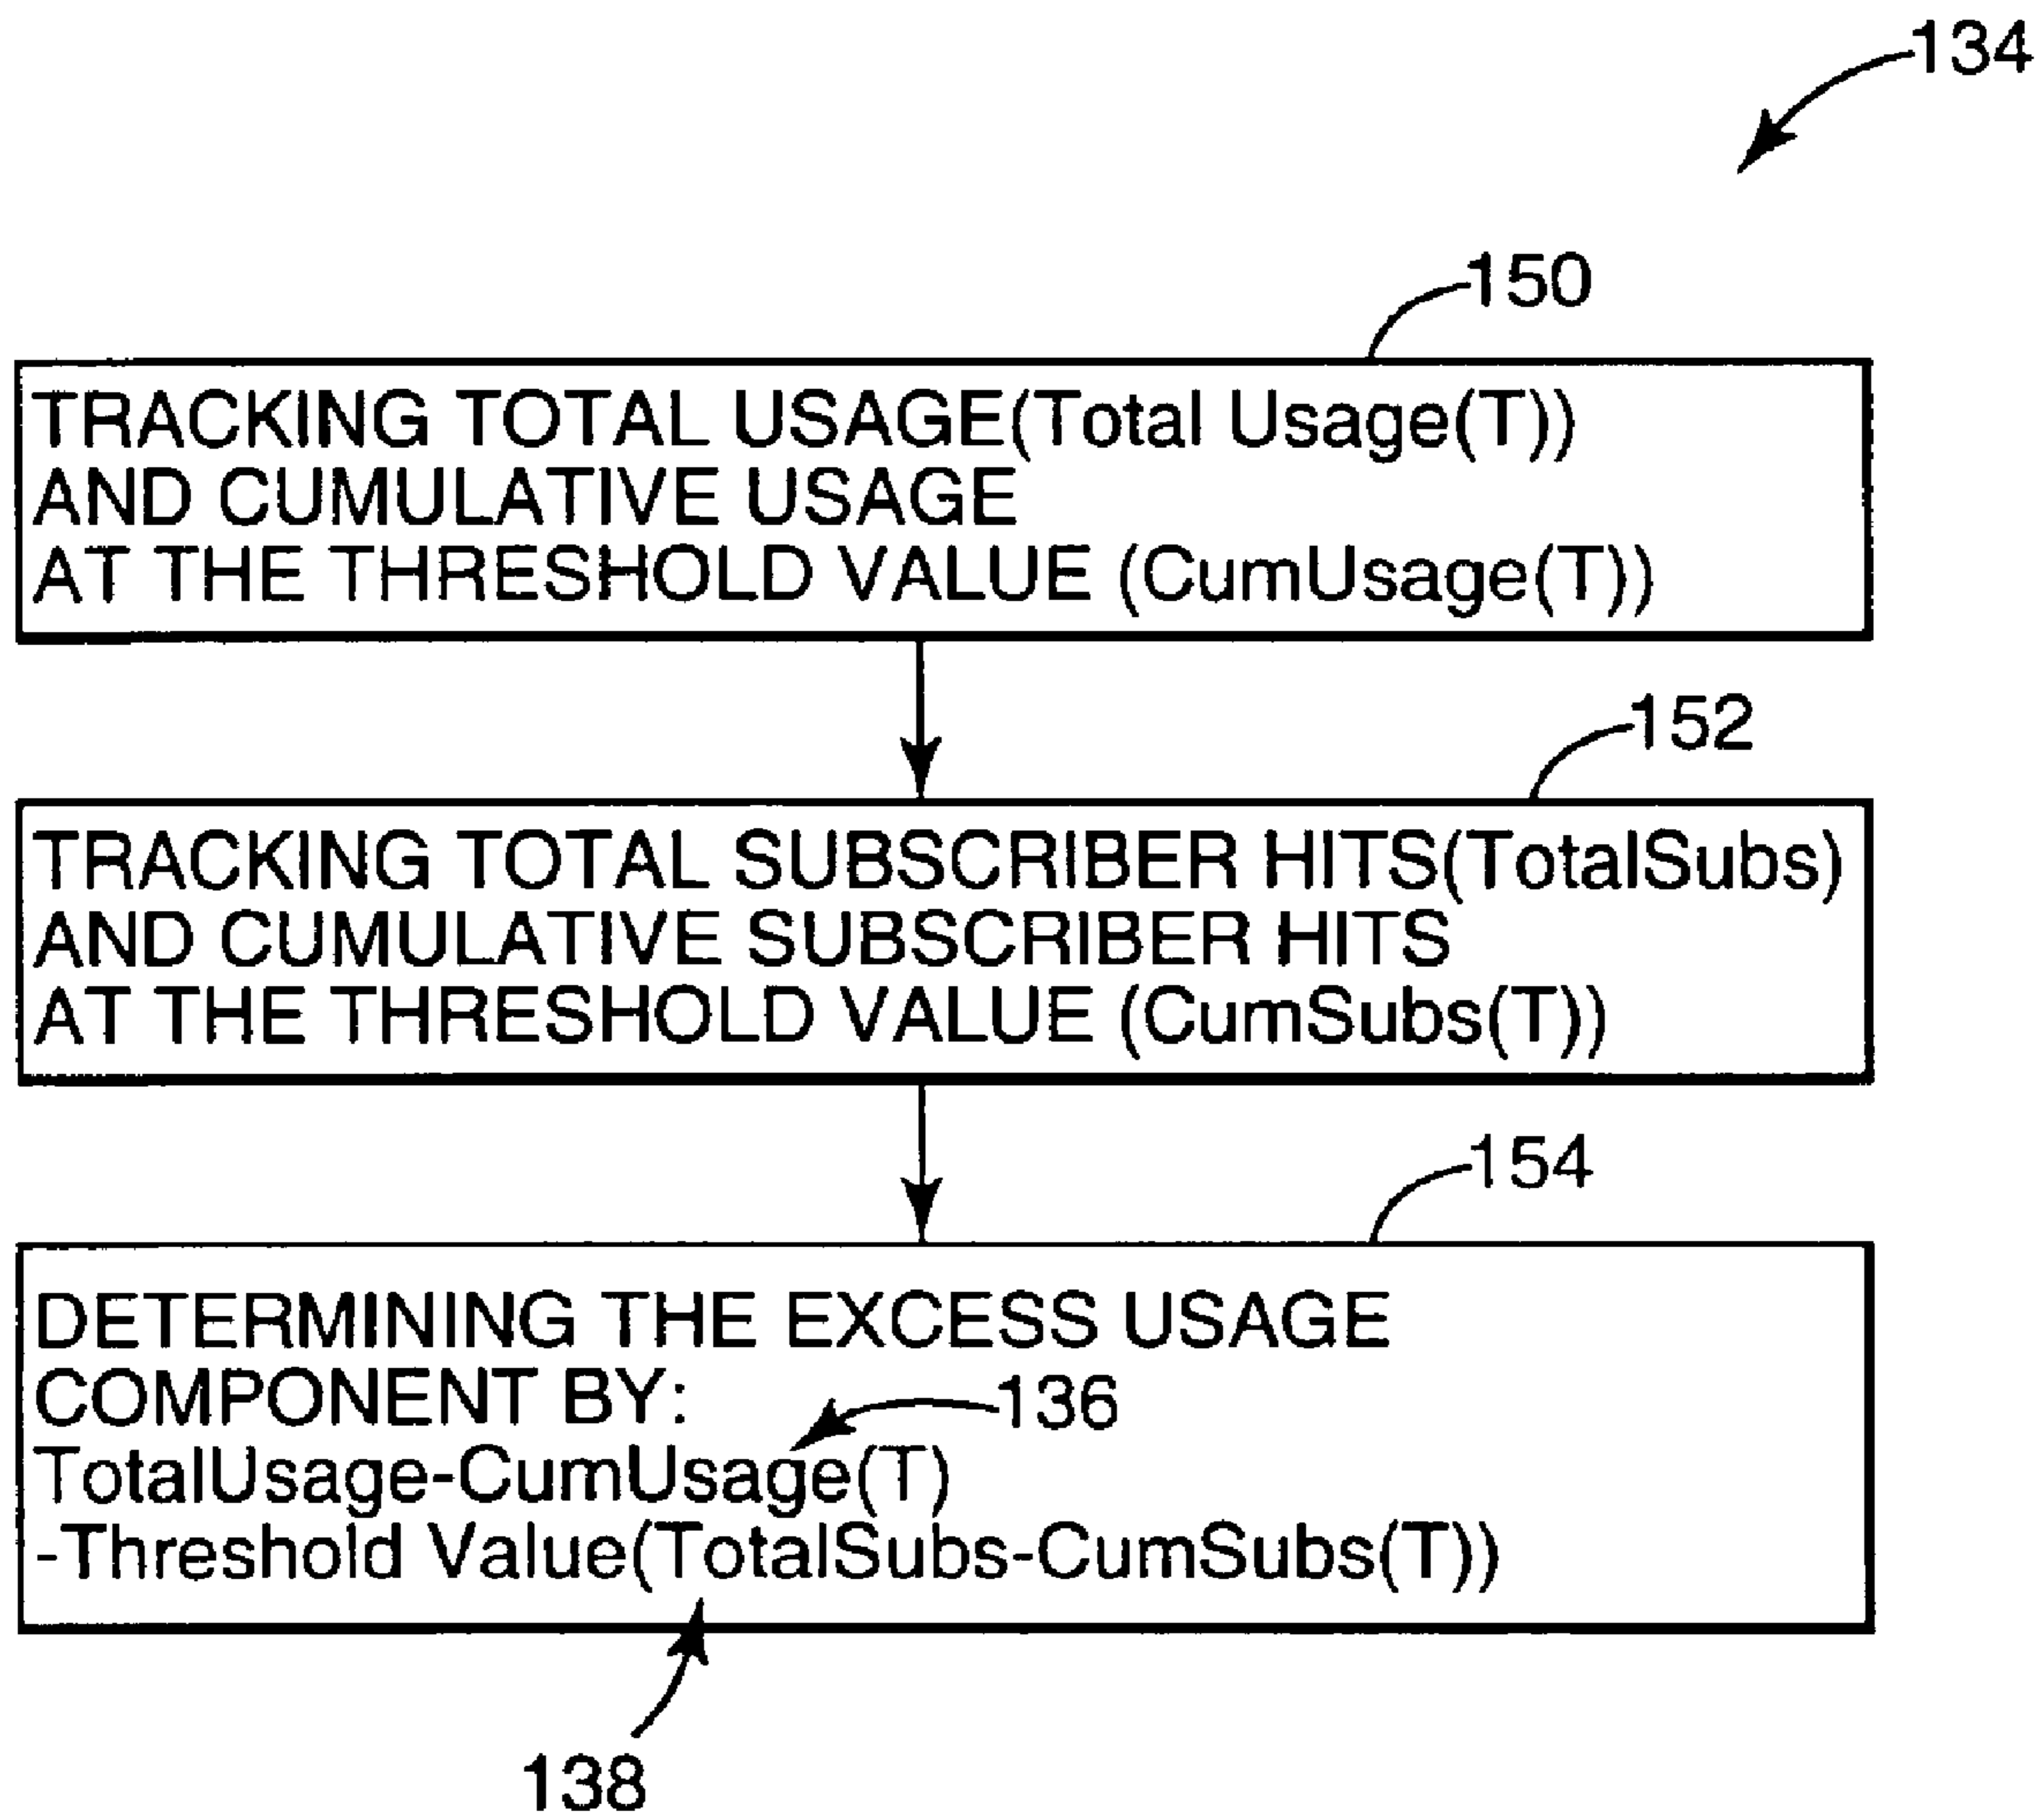 134
150
TRACKING TOTAL USAGE(Total Usage(T))
AND CUMULATIVE USAGE
AT THE THRESHOLD VALUE (CumUsage(T))
152
TRACKING TOTAL SUBSCRIBER HITS(TotalSubs)
AND CUMULATIVE SUBSCRIBER HITS
AT THE THRESHOLD VALUE (CumSubs(T))
154
DETERMINING THE EXCESS USAGE
COMPONENT BY:
136
TotalUsage-CumUsage(T)
-Threshold Value(TotalSubs-CumSubs(T))
138